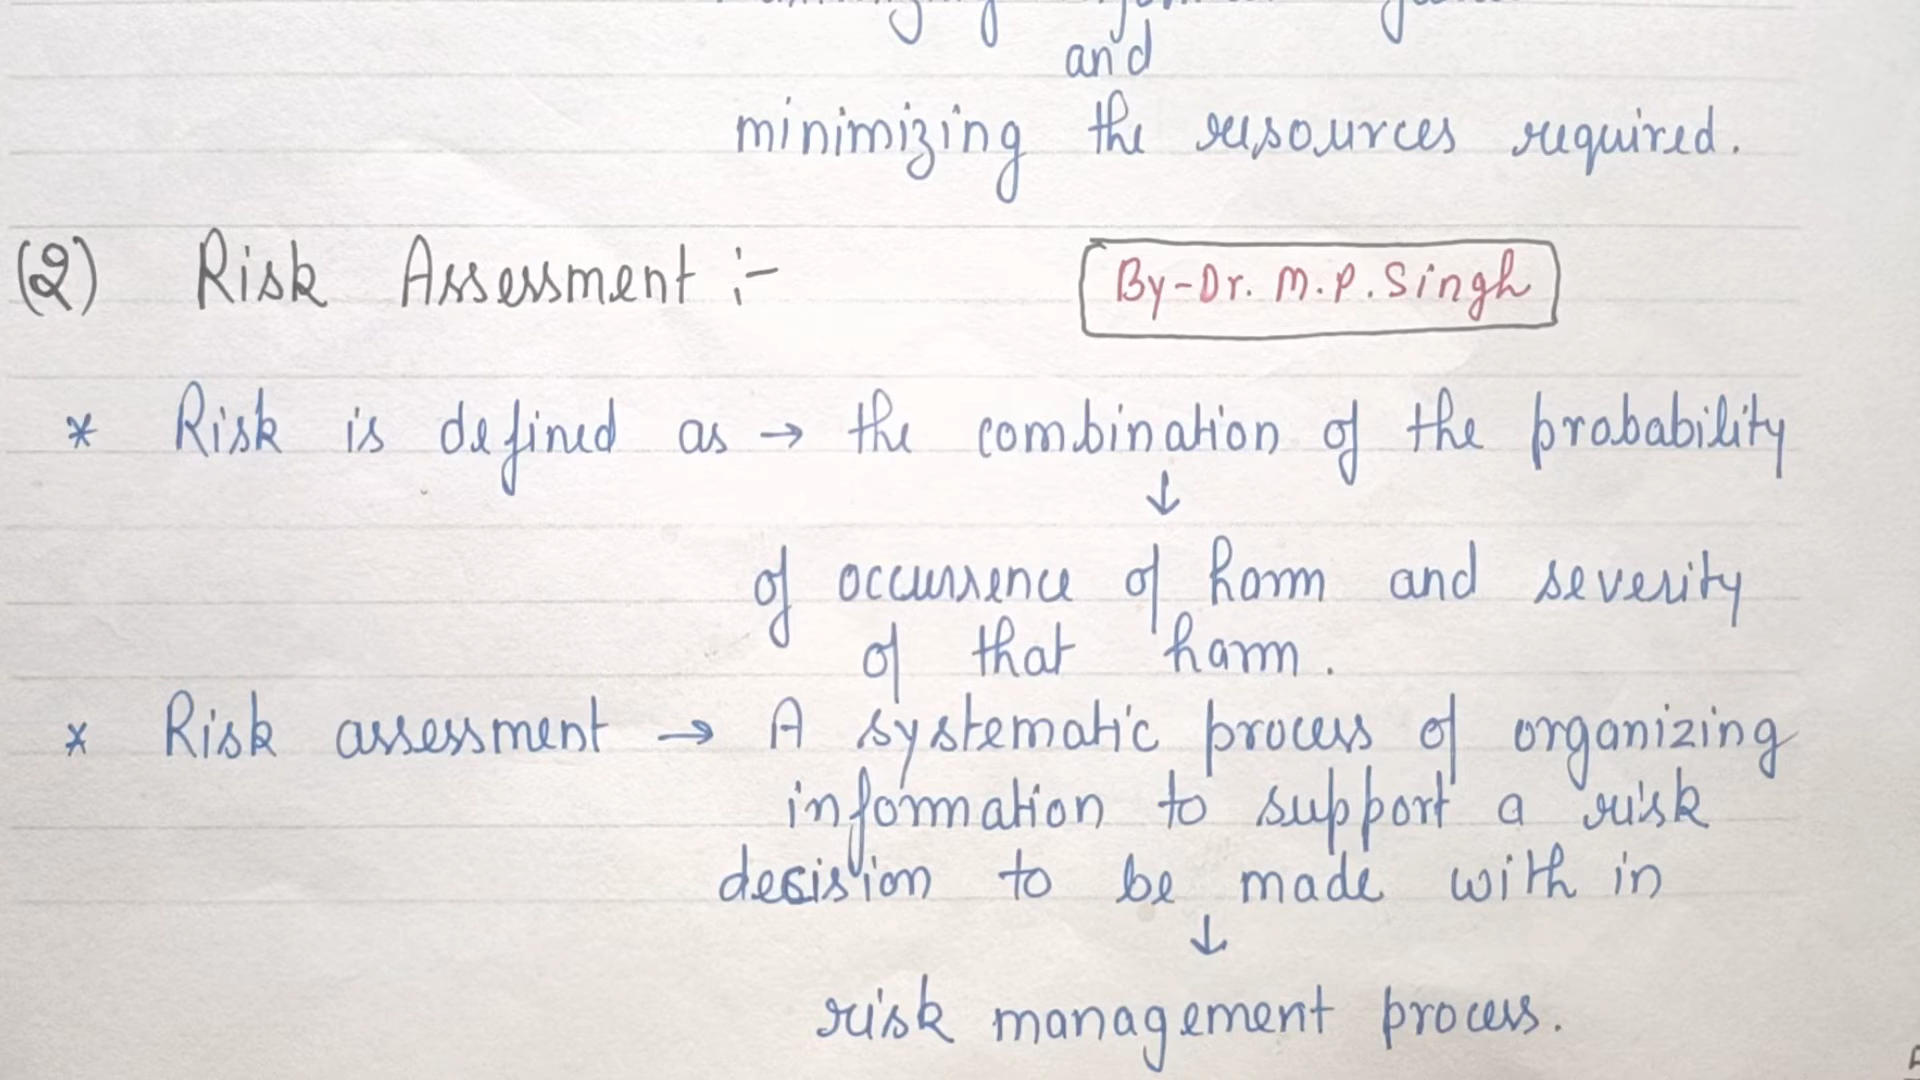 and
minimizing the resources required.
(2) Risk Assessment :-
By-Dr. M.P. Singh
* Risk is defined as → the combination of the probability
↓
of occurrence of harm and severity
of that harm.
* Risk assessment → A systematic process of organizing
information to support a risk
decision to be made with in
↓
risk management process.